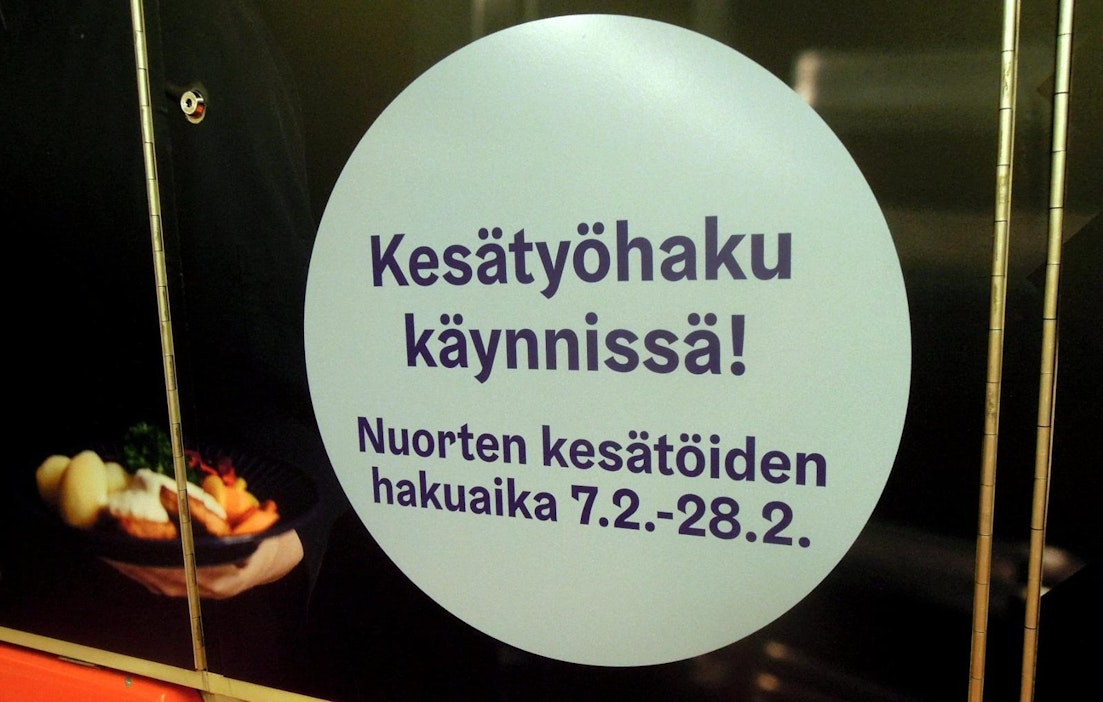 Kesätyöhaku
käynnissä!
Nuorten kesätöiden
hakuaika 7.2.-28.2.